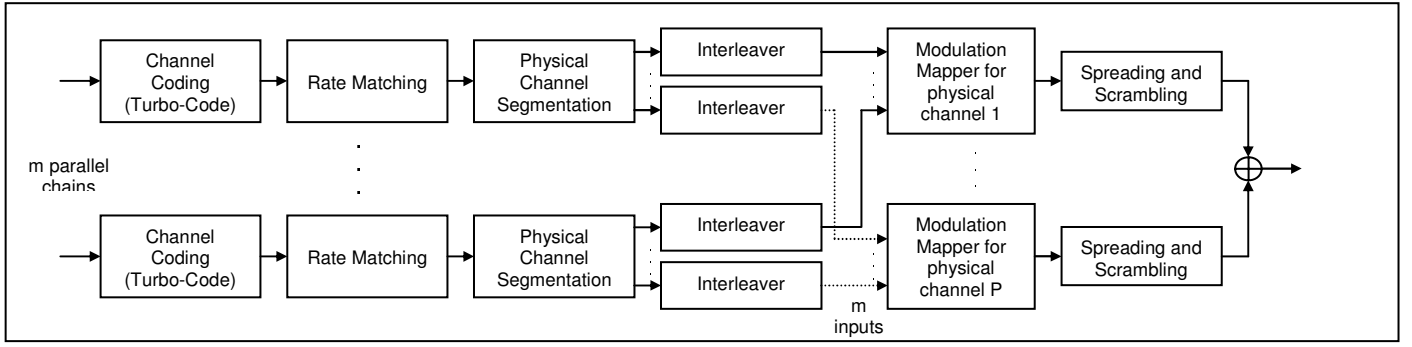 Channel
Coding
(Turbo-Code)
Rate Matching
Physical
Channel
Segmentation
Interleaver
Interleaver
Modulation
Mapper for
physical
channel 1
Spreading and
Scrambling
m parallel
chains
Channel
Coding
(Turbo-Code)
Rate Matching
Physical
Channel
Segmentation
Interleaver
Interleaver
Modulation
Mapper for
physical
channel P
Spreading and
Scrambling
m
inputs